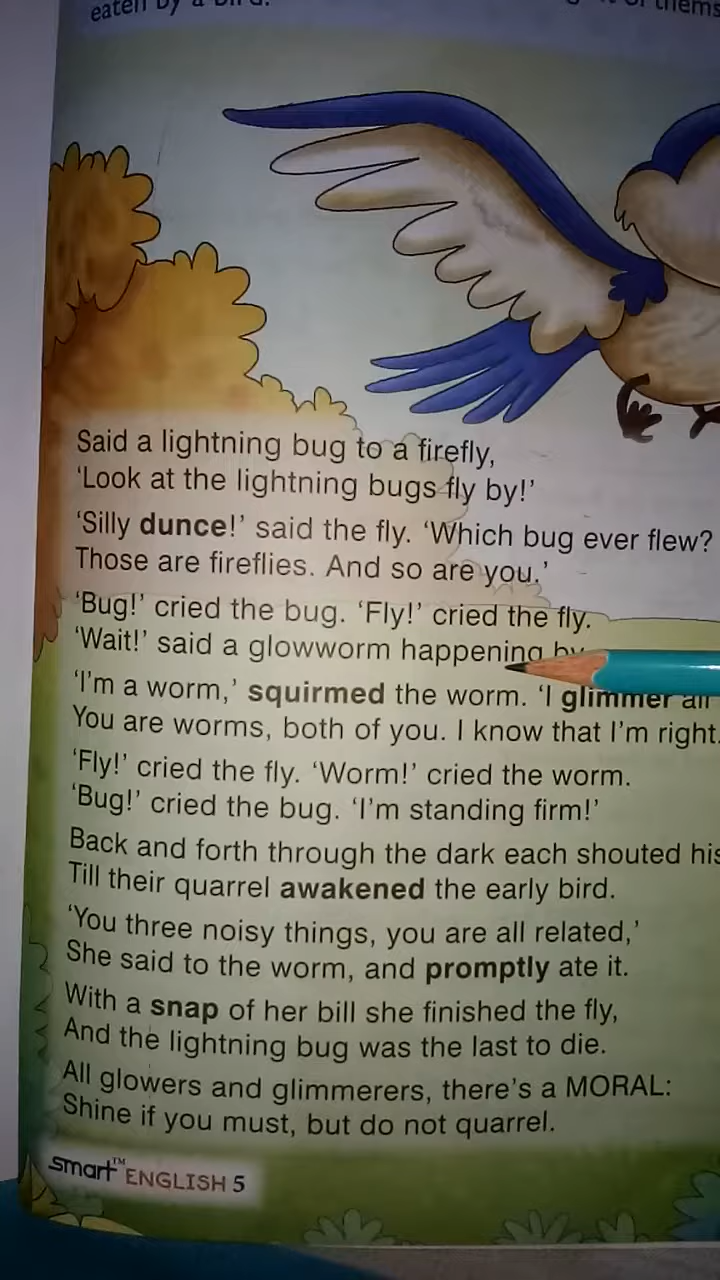 eaten by a bird.
Said a lightning bug to a firefly,
‘Look at the lightning bugs fly by!’
‘Silly dunce!’ said the fly. ‘Which bug ever flew?
Those are fireflies. And so are you.’
‘Bug!’ cried the bug. ‘Fly!’ cried the fly.
‘Wait!’ said a glowworm happening by
‘I’m a worm,’ squirmed the worm. ‘I glimmer all
You are worms, both of you. I know that I’m right.
‘Fly!’ cried the fly. ‘Worm!’ cried the worm.
‘Bug!’ cried the bug. ‘I’m standing firm!’
Back and forth through the dark each shouted his
Till their quarrel awakened the early bird.
‘You three noisy things, you are all related,’
She said to the worm, and promptly ate it.
With a snap of her bill she finished the fly,
And the lightning bug was the last to die.
All glowers and glimmerers, there’s a MORAL:
Shine if you must, but do not quarrel.
smart™ ENGLISH 5